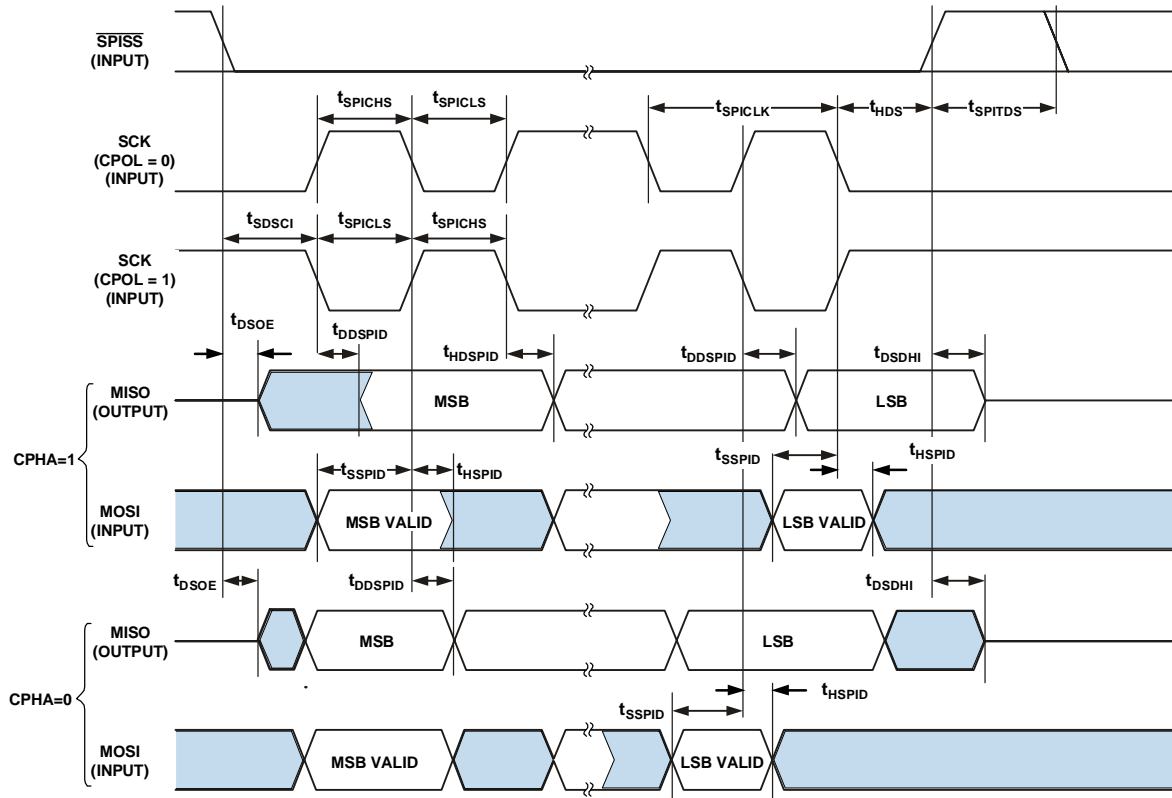 SPISS
(INPUT)
tSPICHS tSPICLS tSPICLK tHDS tSPITDS
SCK
(CPOL = 0)
(INPUT)
tSDSCI tSPICLS tSPICHS
SCK
(CPOL = 1)
(INPUT)
tDSOE tDDSPID tHDSPID tDDSPID tDSDHI
MISO
(OUTPUT)
MSB LSB
CPHA=1
tSSPID tHSPID tSSPID tHSPID
MOSI
(INPUT)
MSB VALID LSB VALID
tDSOE tDDSPID tDSDHI
MISO
(OUTPUT)
MSB LSB
CPHA=0
tSSPID tHSPID
MOSI
(INPUT)
MSB VALID LSB VALID